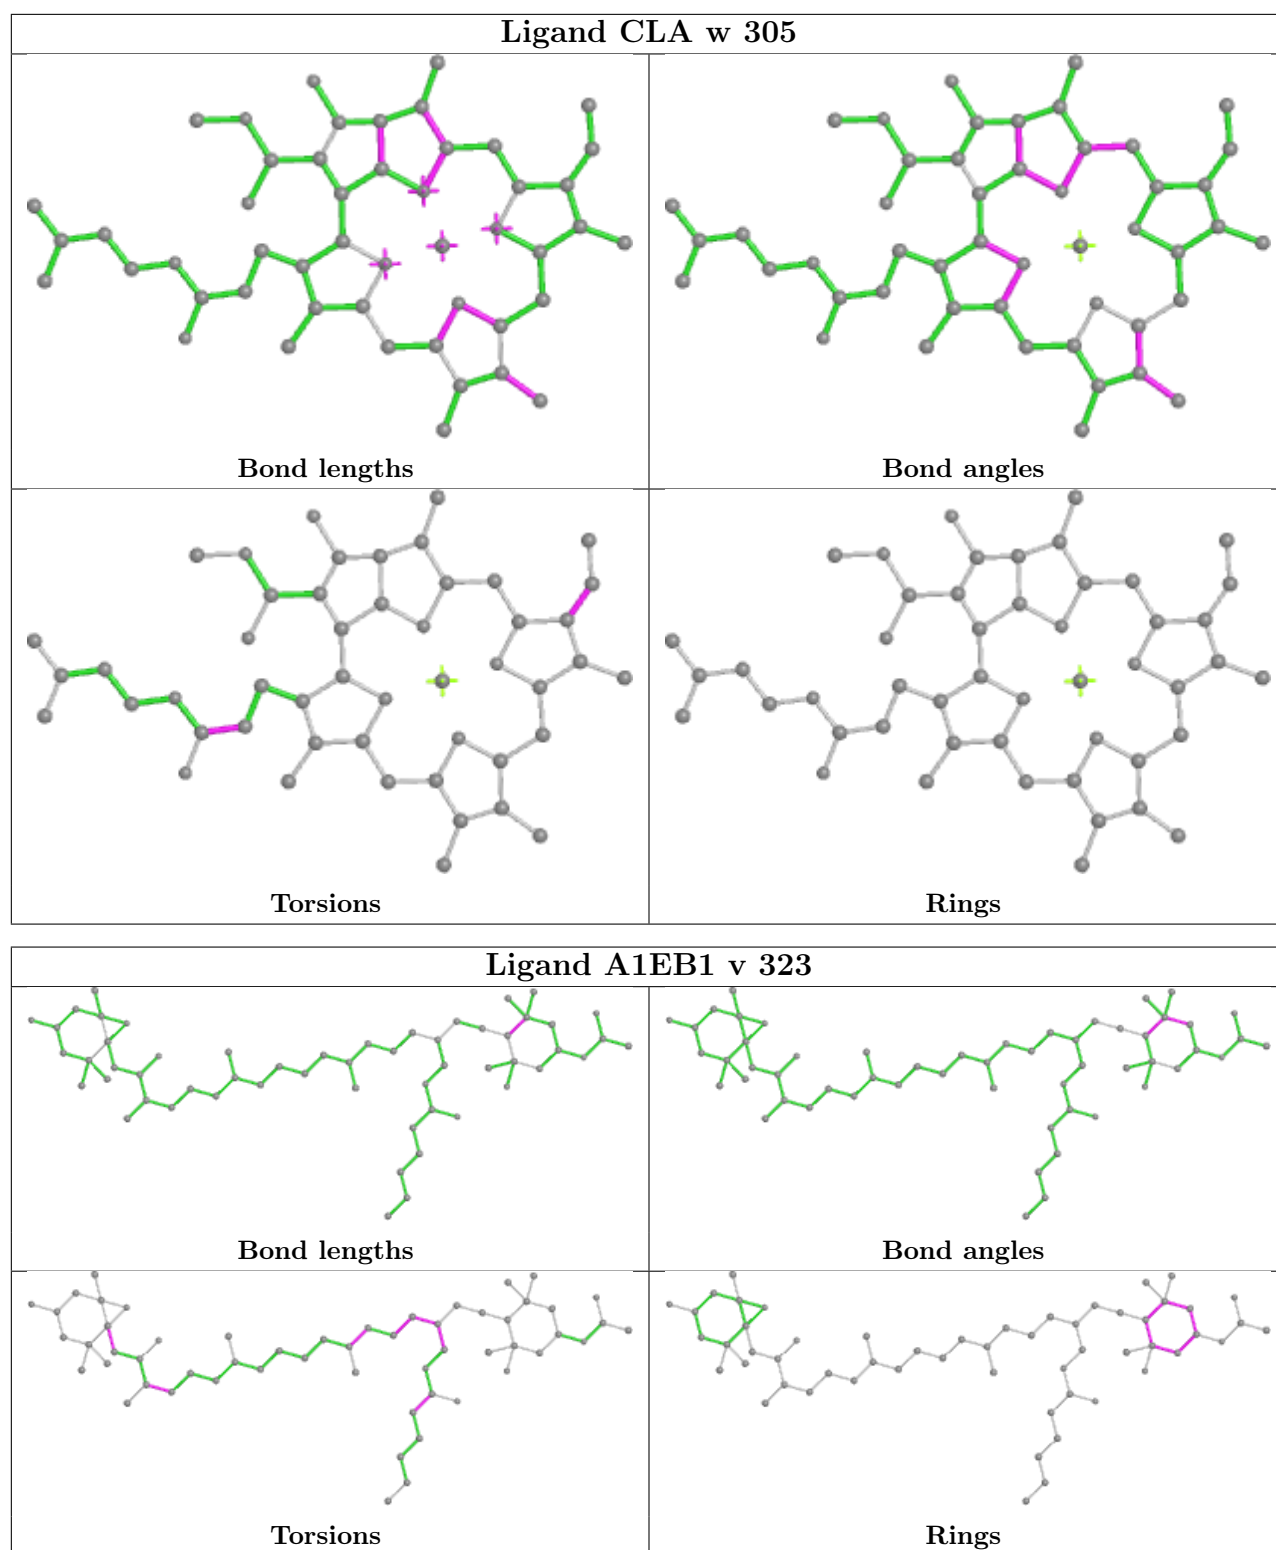 Ligand CLA w 305
Bond lengths
Bond angles
Torsions
Rings
Ligand A1EB1 v 323
Bond lengths
Bond angles
Torsions
Rings